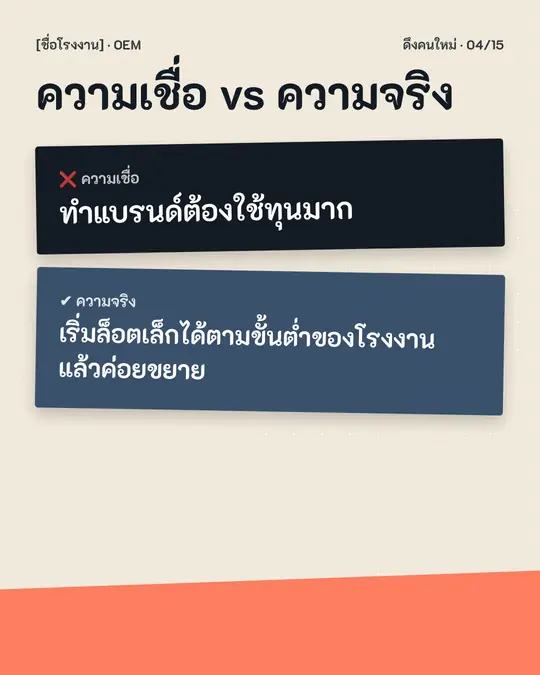 [ชื่อโรงงาน] · OEM
ดึงคนใหม่ · 04/15
ความเชื่อ vs ความจริง
❌ ความเชื่อ
ทำแบรนด์ต้องใช้ทุนมาก
✔ ความจริง
เริ่มล็อตเล็กได้ตามขั้นต่ำของโรงงาน
แล้วค่อยขยาย